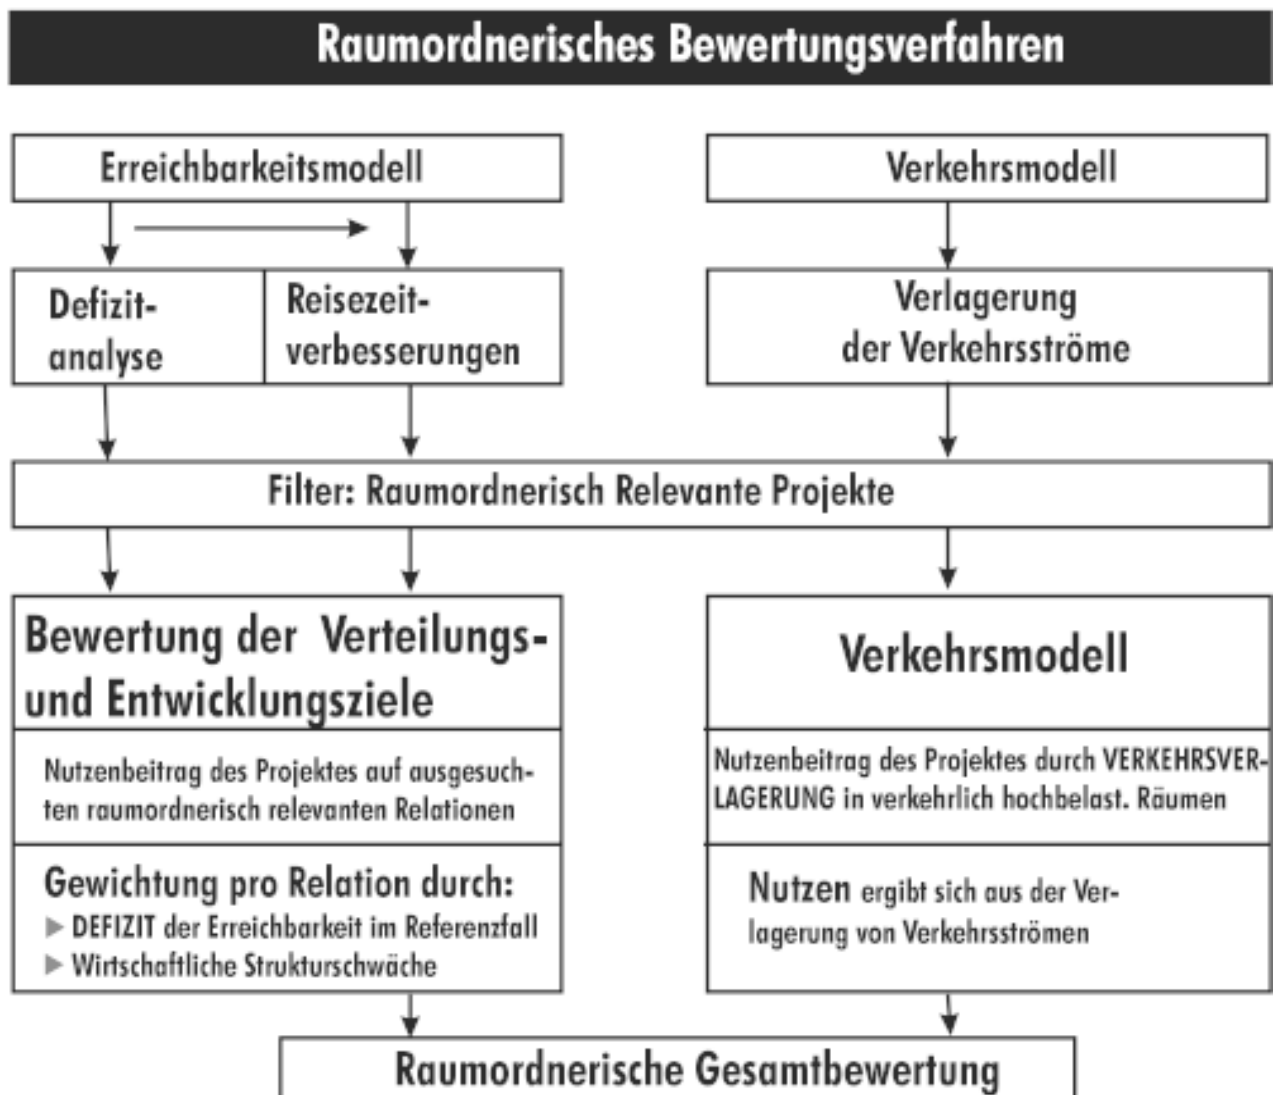 Raumordnerisches Bewertungsverfahren
Erreichbarkeitsmodell
Verkehrsmodell
Defizit-
analyse
Reisezeit-
verbesserungen
Verlagerung
der Verkehrsströme
Filter: Raumordnerisch Relevante Projekte
Bewertung der Verteilungs-
und Entwicklungsziele
Nutzenbeitrag des Projektes auf ausgesuch-
ten raumordnerisch relevanten Relationen
Gewichtung pro Relation durch:
▶ DEFIZIT der Erreichbarkeit im Referenzfall
▶ Wirtschaftliche Strukturschwäche
Verkehrsmodell
Nutzenbeitrag des Projektes durch VERKEHRSVER-
LAGERUNG in verkehrlich hochbelast. Räumen
Nutzen ergibt sich aus der Ver-
lagerung von Verkehrsströmen
Raumordnerische Gesamtbewertung